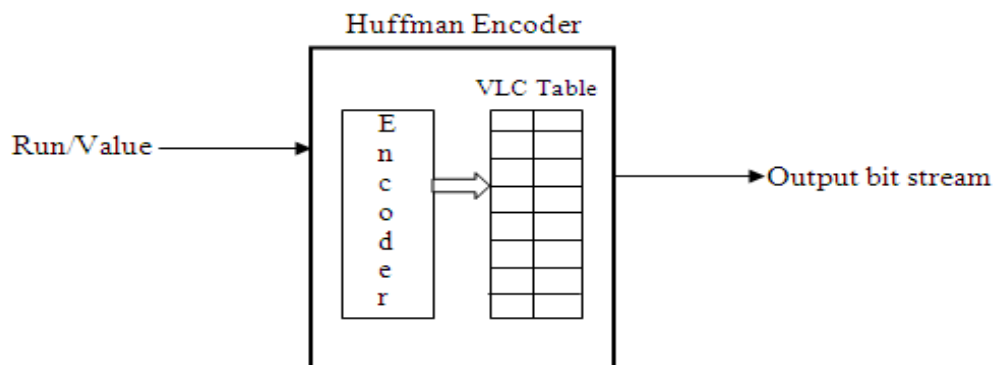 Huffman Encoder
VLC Table
Run/Value
E
n
c
o
d
e
r
Output bit stream